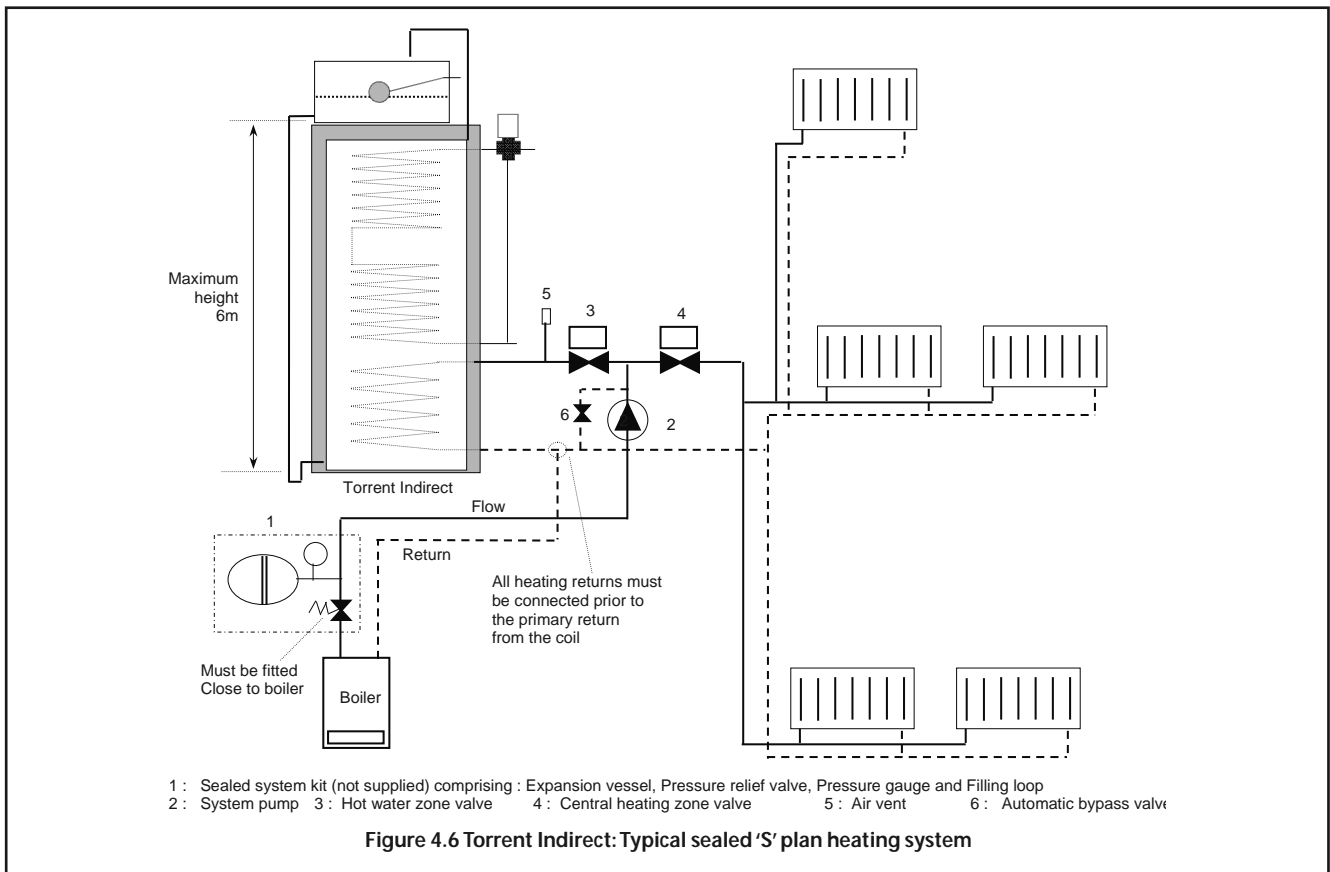 Maximum
height
6m
5
3
4
6
2
Torrent Indirect
Flow
1
Return
All heating returns must
be connected prior to
the primary return
from the coil
Must be fitted
Close to boiler
Boiler
1 : Sealed system kit (not supplied) comprising : Expansion vessel, Pressure relief valve, Pressure gauge and Filling loop
2 : System pump 3 : Hot water zone valve 4 : Central heating zone valve 5 : Air vent 6 : Automatic bypass valve
Figure 4.6 Torrent Indirect: Typical sealed ‘S’ plan heating system